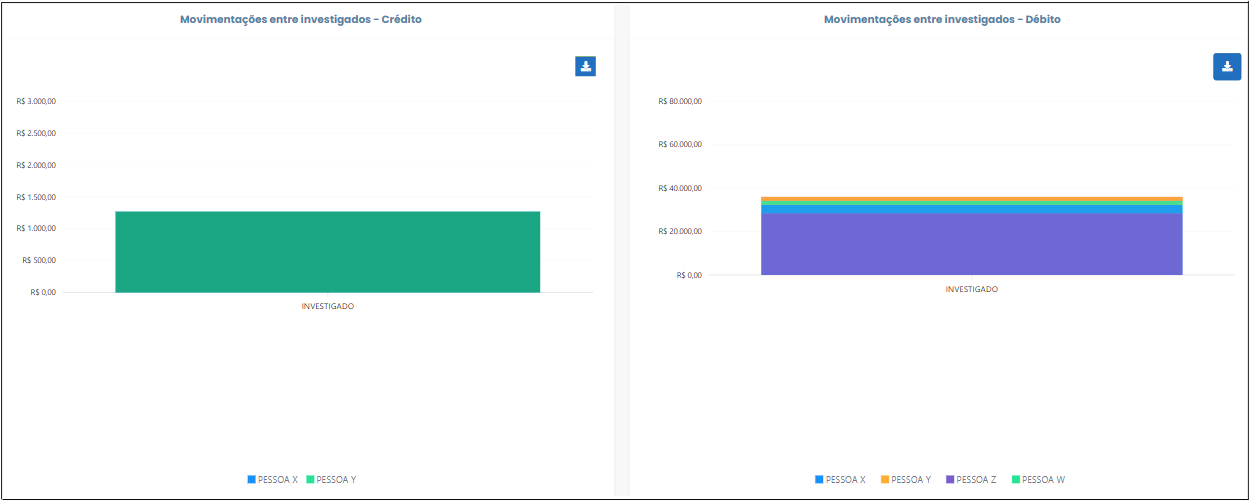 Movimentações entre investigados - Crédito
R$ 3.000,00
R$ 2.500,00
R$ 2.000,00
R$ 1.500,00
R$ 1.000,00
R$ 500,00
R$ 0,00
INVESTIGADO
PESSOA X PESSOA Y
Movimentações entre investigados - Débito
R$ 80.000,00
R$ 60.000,00
R$ 40.000,00
R$ 20.000,00
R$ 0,00
INVESTIGADO
PESSOA X PESSOA Y PESSOA Z PESSOA W